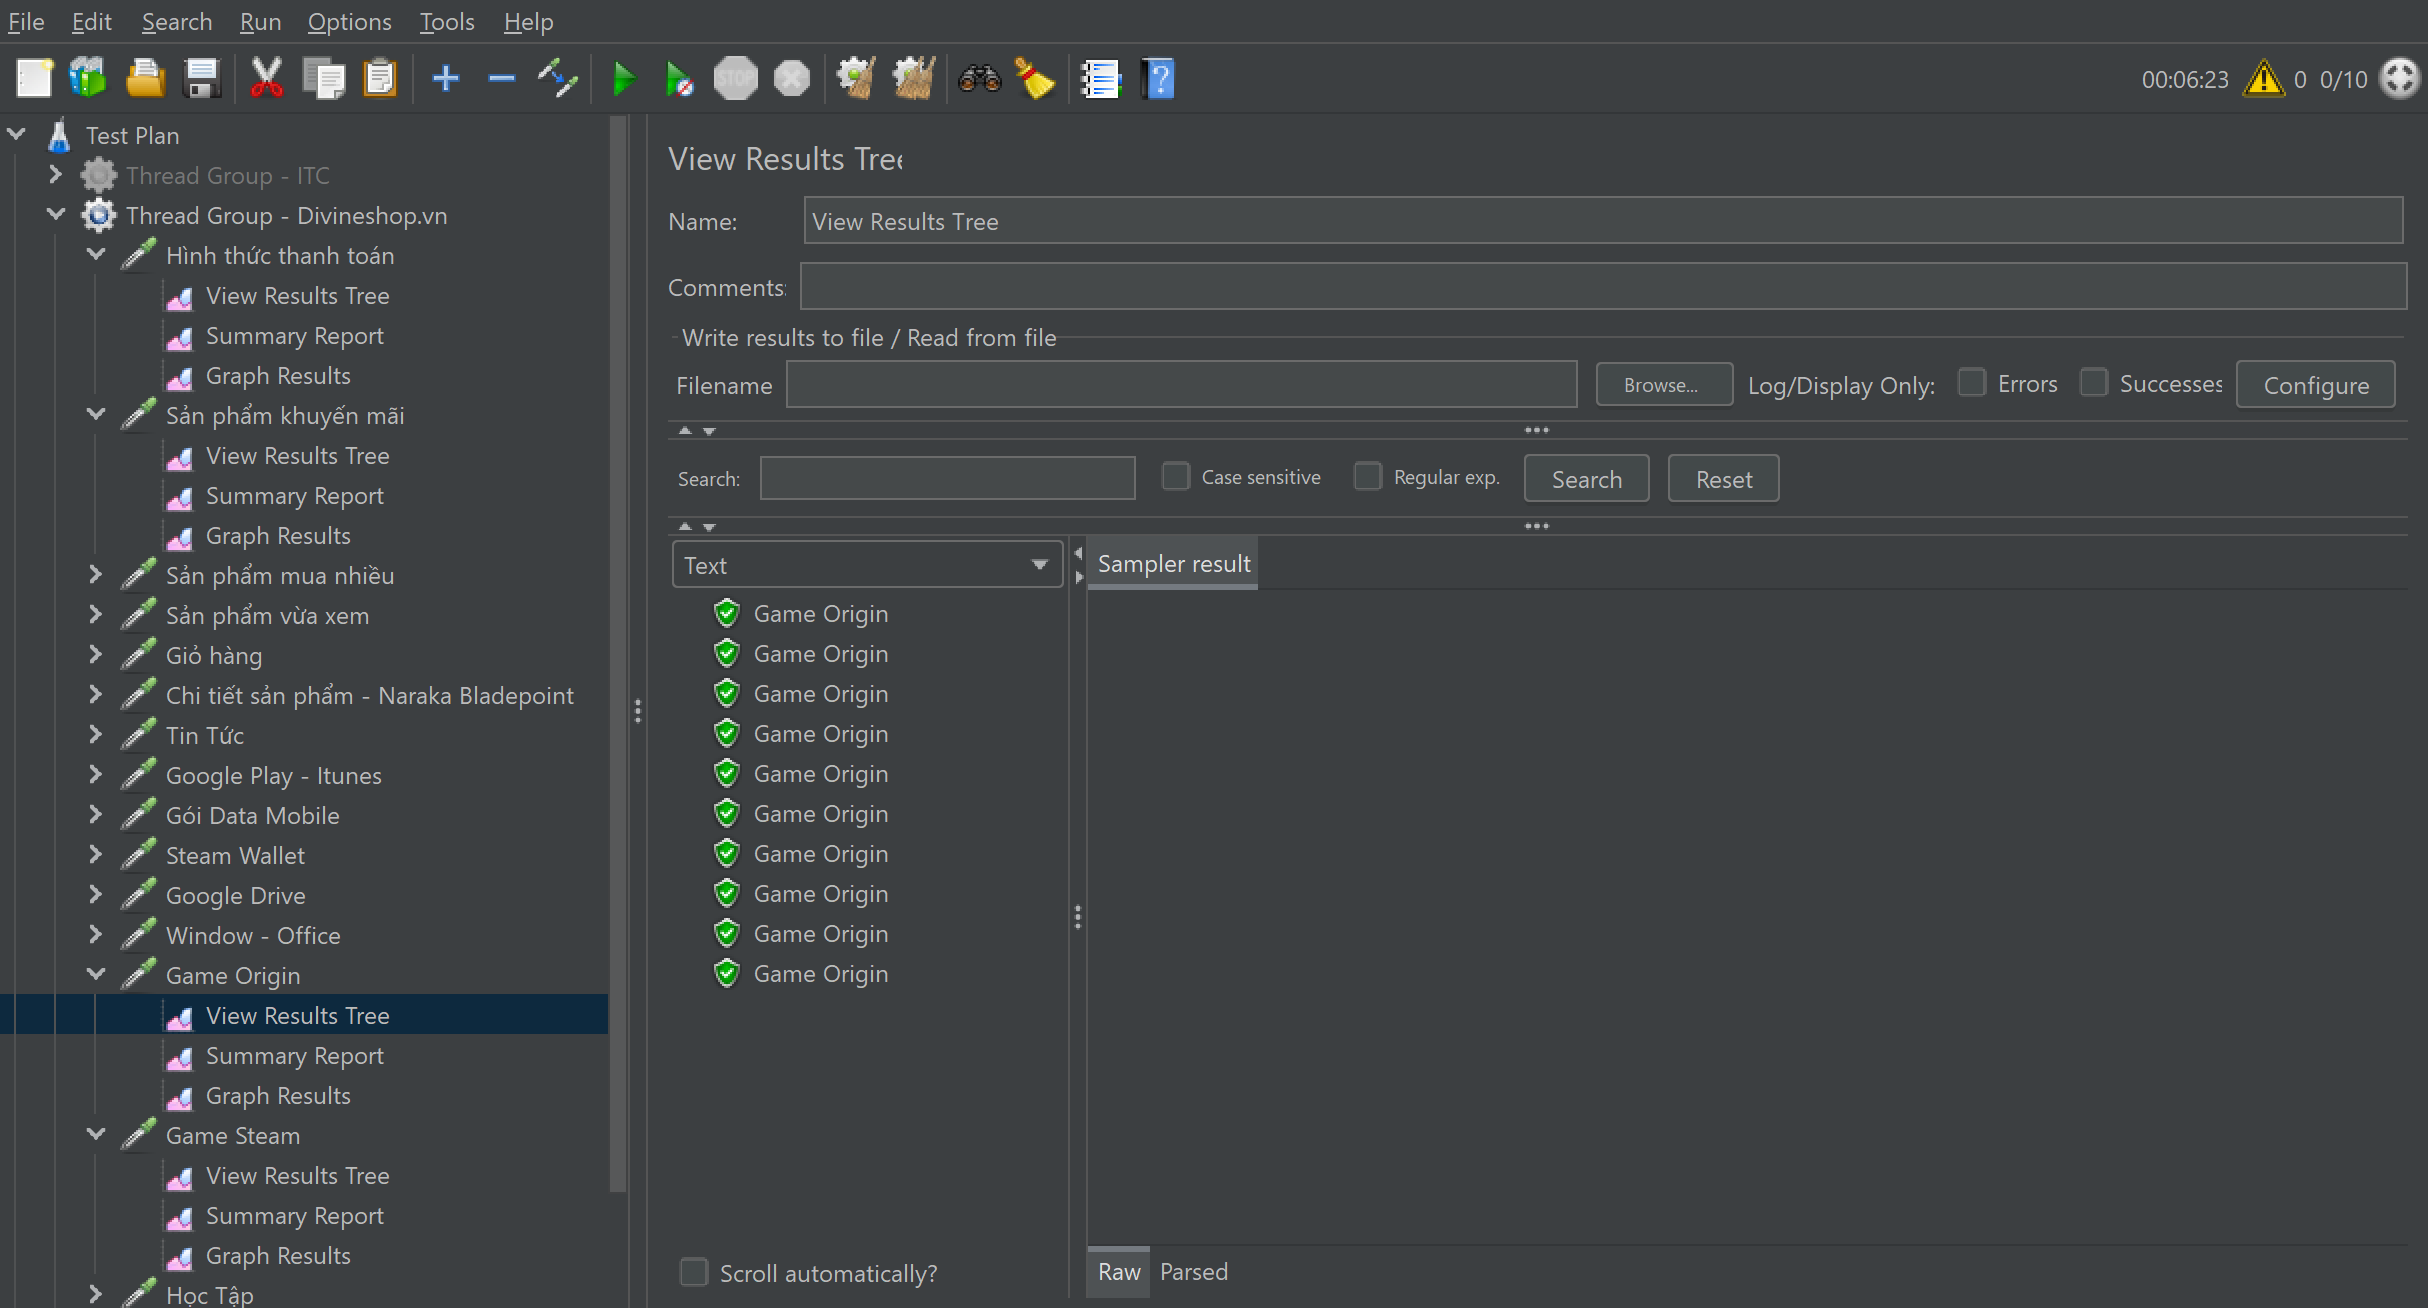 File Edit Search Run Options Tools Help
STOP
00:06:23 0 0/10
Test Plan
Thread Group - ITC
Thread Group - Divineshop.vn
Hình thức thanh toán
View Results Tree
Summary Report
Graph Results
Sản phẩm khuyến mãi
View Results Tree
Summary Report
Graph Results
Sản phẩm mua nhiều
Sản phẩm vừa xem
Giỏ hàng
Chi tiết sản phẩm - Naraka Bladepoint
Tin Tức
Google Play - Itunes
Gói Data Mobile
Steam Wallet
Google Drive
Window - Office
Game Origin
View Results Tree
Summary Report
Graph Results
Game Steam
View Results Tree
Summary Report
Graph Results
Học Tập
View Results Tree
Name: View Results Tree
Comments:
Write results to file / Read from file
Filename Browse... Log/Display Only: Errors Successes Configure
Search: Case sensitive Regular exp. Search Reset
Text
Game Origin
Game Origin
Game Origin
Game Origin
Game Origin
Game Origin
Game Origin
Game Origin
Game Origin
Game Origin
Scroll automatically?
Sampler result
Raw Parsed